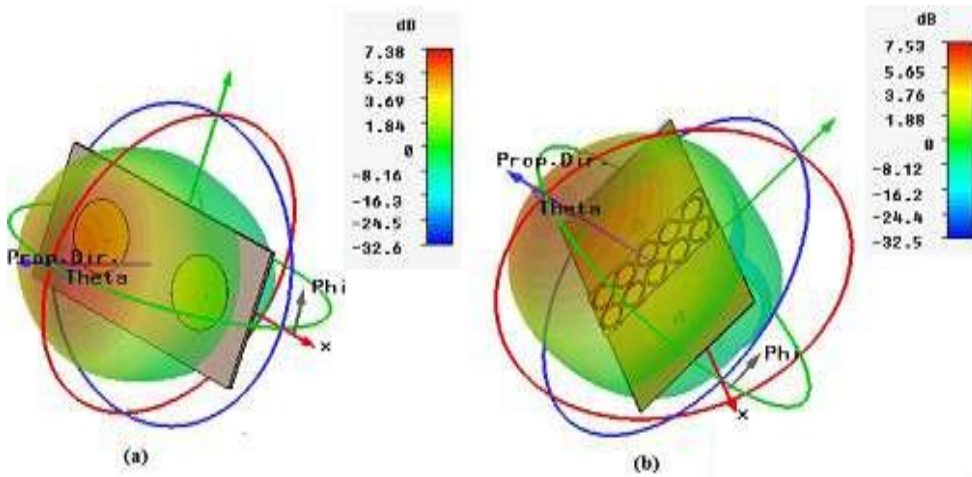 dB
7.38
5.53
3.69
1.84
0
-8.16
-16.3
-24.5
-32.6
Prop.Dir.
Theta
Phi
x
(a)
dB
7.53
5.65
3.76
1.88
0
-8.12
-16.2
-24.4
-32.5
Prop.Dir.
Theta
Phi
x
(b)